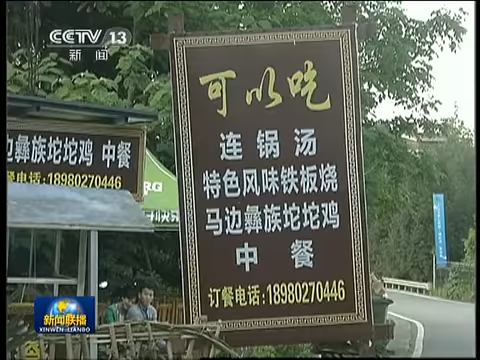 CCTV 13
新闻
可以吃
连锅汤
特色风味铁板烧
马边彝族坨坨鸡
中餐
订餐电话:18980270446
边彝族坨坨鸡 中餐
餐电话:18980270446
RG
新闻联播
XINWEN LIANBO